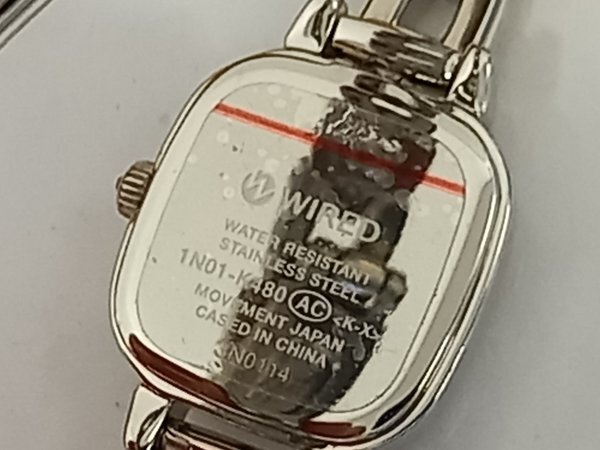 WIRED
WATER RESISTANT
STAINLESS STEEL
1N01-K480 AC <K-X>
MOVEMENT JAPAN
CASED IN CHINA